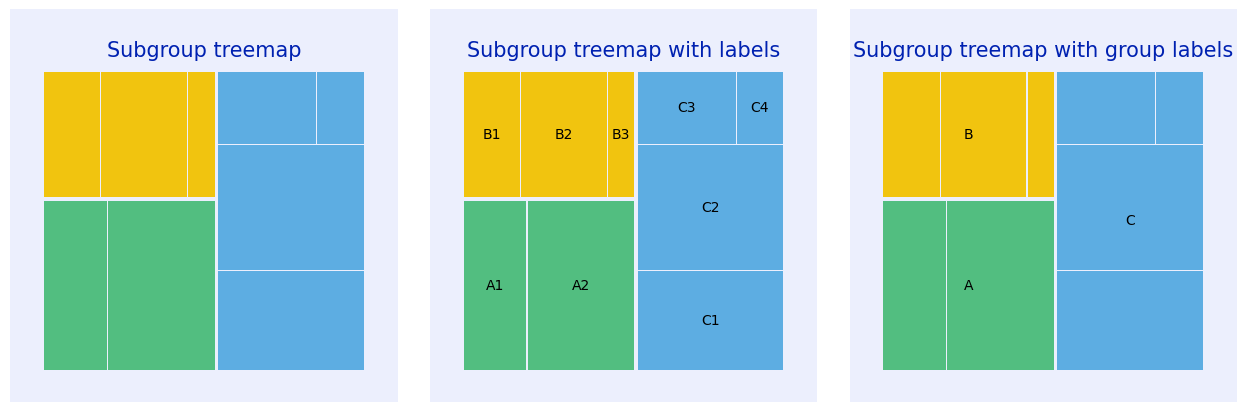 Subgroup treemap
Subgroup treemap with labels
B1 B2 B3 C3 C4
C2
A1 A2
C1
Subgroup treemap with group labels
B
C
A